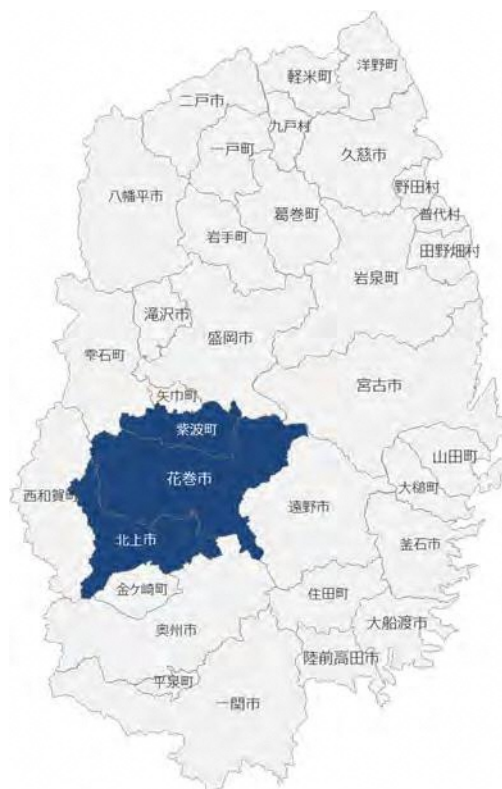 洋野町
軽米町
二戸市
九戸村
一戸町
久慈市
八幡平市
野田村
葛巻町
普代村
岩手町
田野畑村
岩泉町
滝沢市
盛岡市
雫石町
宮古市
矢巾町
紫波町
山田町
花巻市
大槌町
西和賀町
遠野市
北上市
釜石市
金ケ崎町
住田町
奥州市
大船渡市
陸前高田市
平泉町
一関市